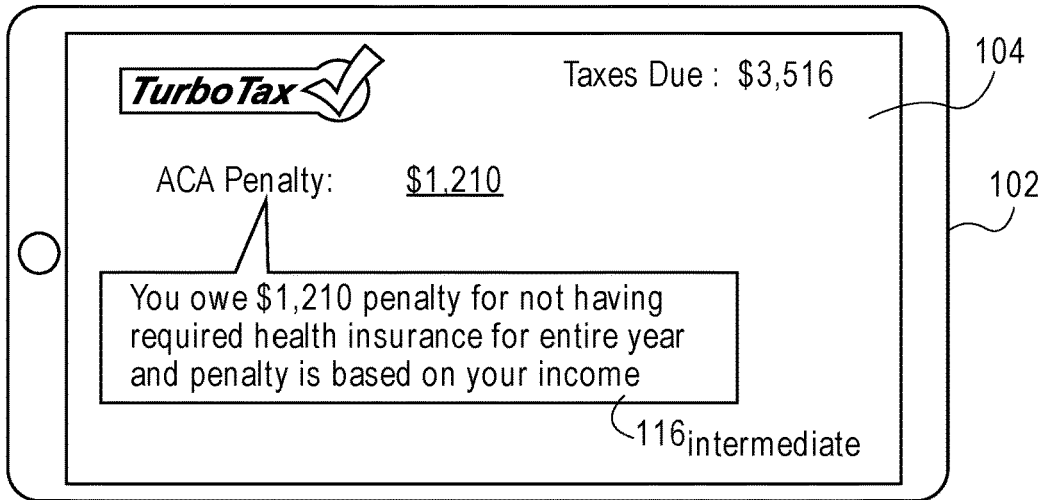 TurboTax
Taxes Due : $3,516
104
ACA Penalty: $1,210
102
You owe $1,210 penalty for not having
required health insurance for entire year
and penalty is based on your income
116intermediate